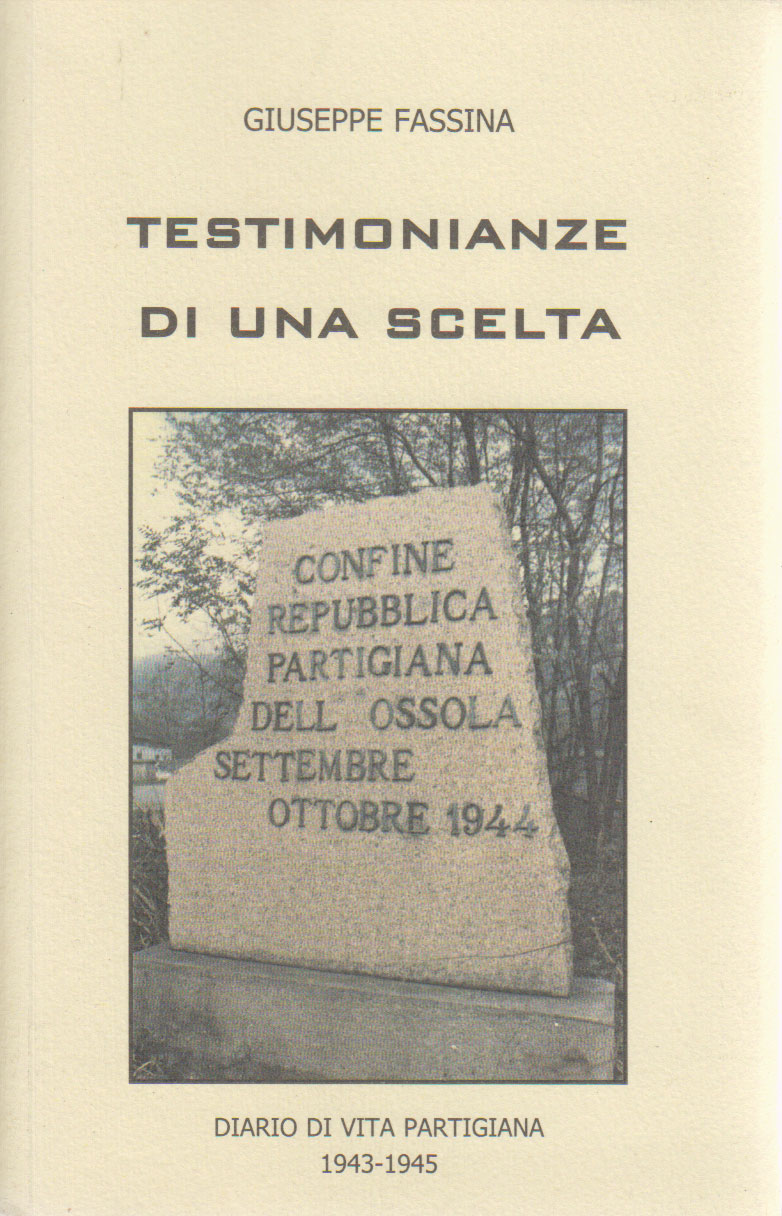 GIUSEPPE FASSINA
TESTIMONIANZE
DI UNA SCELTA
CONFINE
REPUBBLICA
PARTIGIANA
DELL OSSOLA
SETTEMBRE
OTTOBRE 1944
DIARIO DI VITA PARTIGIANA
1943-1945